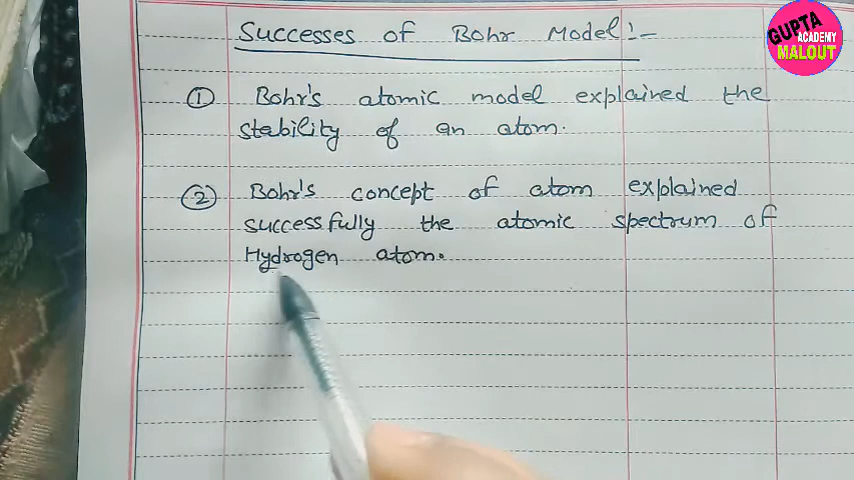 Successes of Bohr Model:-
① Bohr's atomic model explained the
stability of an atom.
② Bohr's concept of atom explained
successfully the atomic spectrum of
Hydrogen atom.
GUPTA
ACADEMY
MALOUT